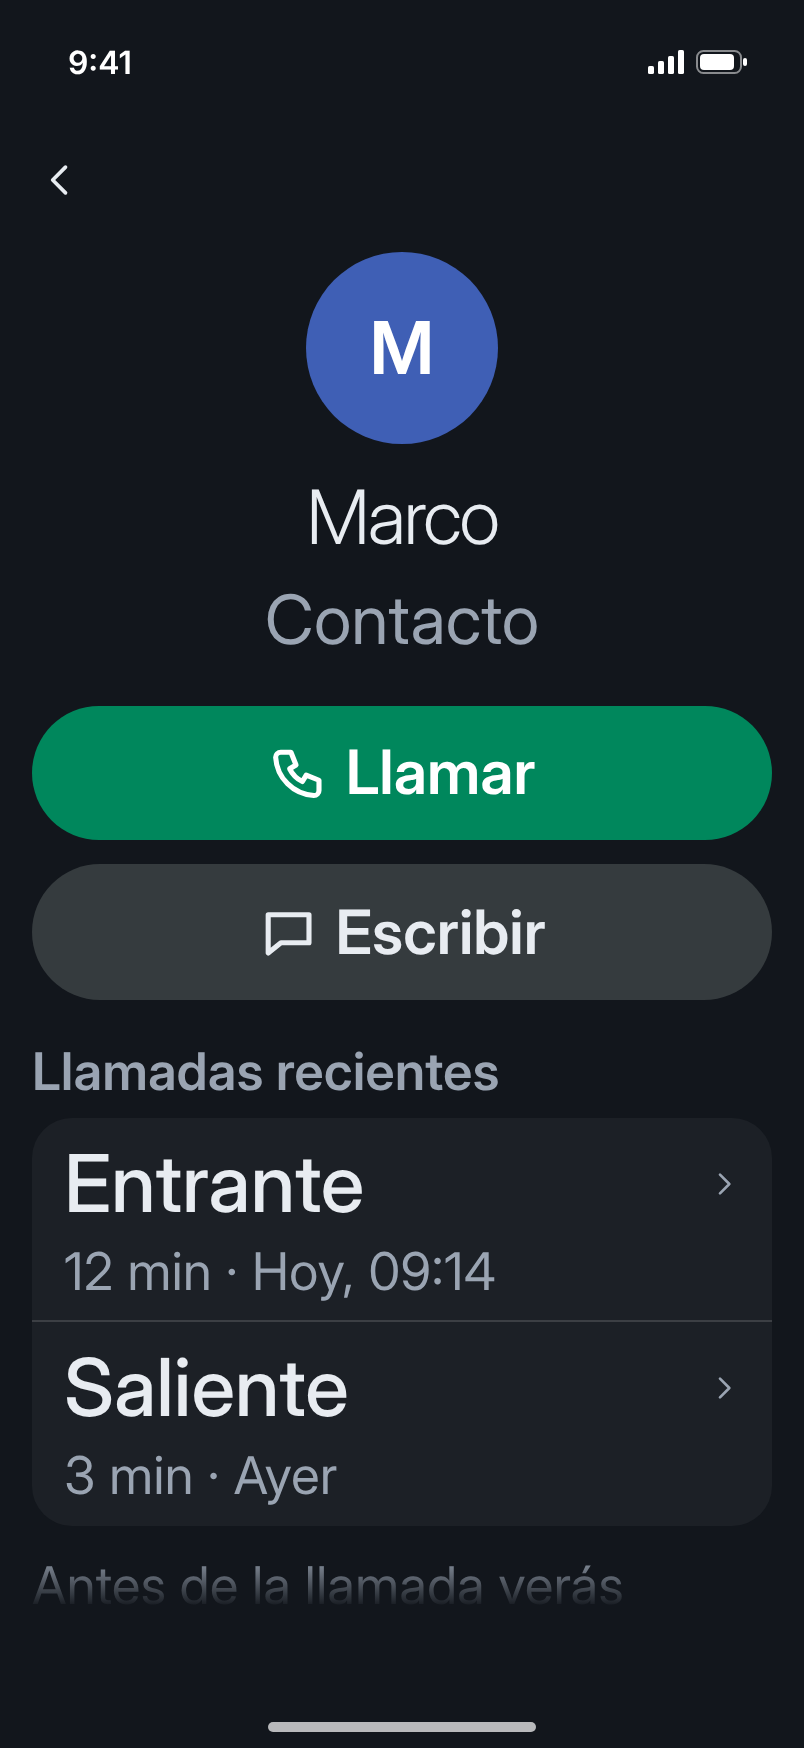 9:41
M
Marco
Contacto
Llamar
Escribir
Llamadas recientes
Entrante
12 min · Hoy, 09:14
Saliente
3 min · Ayer
Antes de la llamada verás